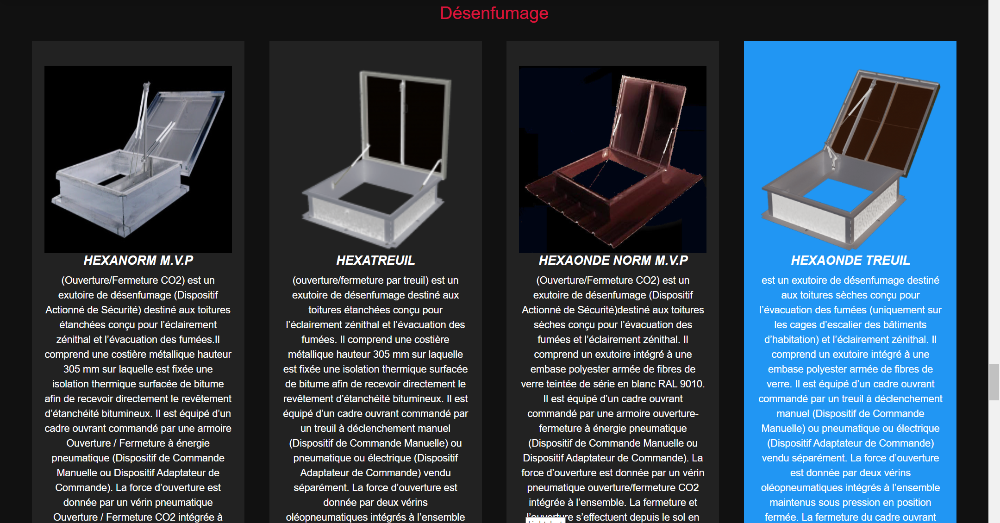 Désenfumage
HEXANORM M.V.P
(Ouverture/Fermeture CO2) est un
exutoire de désenfumage (Dispositif
Actionné de Sécurité) destiné aux toitures
étanchées conçu pour l’éclairement
zénithal et l’évacuation des fumées.Il
comprend une costière métallique hauteur
305 mm sur laquelle est fixée une
isolation thermique surfacée de bitume
afin de recevoir directement le revêtement
d’étanchéité bitumineux. Il est équipé d’un
cadre ouvrant commandé par une armoire
Ouverture / Fermeture à énergie
pneumatique (Dispositif de Commande
Manuelle ou Dispositif Adaptateur de
Commande). La force d’ouverture est
donnée par un vérin pneumatique
Ouverture / Fermeture CO2 intégrée à
HEXATREUIL
(ouverture/fermeture par treuil) est un
exutoire de désenfumage destiné aux
toitures étanchées conçu pour
l’éclairement zénithal et l’évacuation des
fumées. Il comprend une costière
métallique hauteur 305 mm sur laquelle
est fixée une isolation thermique surfacée
de bitume afin de recevoir directement le
revêtement d’étanchéité bitumineux. Il est
équipé d’un cadre ouvrant commandé par
un treuil à déclenchement manuel
(Dispositif de Commande Manuelle) ou
pneumatique ou électrique (Dispositif
Adaptateur de Commande) vendu
séparément. La force d’ouverture est
donnée par deux vérins
oléopneumatiques intégrés à l’ensemble
HEXAONDE NORM M.V.P
(Ouverture/Fermeture CO2) est un
exutoire de désenfumage (Dispositif
Actionné de Sécurité)destiné aux toitures
sèches conçu pour l’évacuation des
fumées et l’éclairement zénithal. Il
comprend un exutoire intégré à une
embase polyester armée de fibres de
verre teintée de série en blanc RAL 9010.
Il est équipé d’un cadre ouvrant
commandé par une armoire ouverture-
fermeture à énergie pneumatique
(Dispositif de Commande Manuelle ou
Dispositif Adaptateur de Commande). La
force d’ouverture est donnée par un vérin
pneumatique ouverture/fermeture CO2
intégrée à l’ensemble. La fermeture et
l’ouverture s’effectuent depuis le sol en
HEXAONDE TREUIL
est un exutoire de désenfumage destiné
aux toitures sèches conçu pour
l’évacuation des fumées (uniquement sur
les cages d’escalier des bâtiments
d’habitation) et l’éclairement zénithal. Il
comprend un exutoire intégré à une
embase polyester armée de fibres de
verre. Il est équipé d’un cadre ouvrant
commandé par un treuil à déclenchement
manuel (Dispositif de Commande
Manuelle) ou pneumatique ou électrique
(Dispositif Adaptateur de Commande)
vendu séparément. La force d’ouverture
est donnée par deux vérins
oléopneumatiques intégrés à l’ensemble
maintenus sous pression en position
fermée. La fermeture du cadre ouvrant